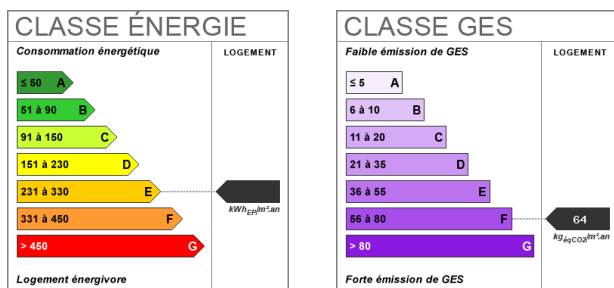 CLASSE ÉNERGIE
Consommation énergétique
LOGEMENT
≤ 50 A
51 à 90 B
91 à 150 C
151 à 230 D
231 à 330 E
kWhEP/m².an
331 à 450 F
> 450 G
Logement énergivore
CLASSE GES
Faible émission de GES
LOGEMENT
≤ 5 A
6 à 10 B
11 à 20 C
21 à 35 D
36 à 55 E
56 à 80 F
64
kgéqCO2/m².an
> 80 G
Forte émission de GES